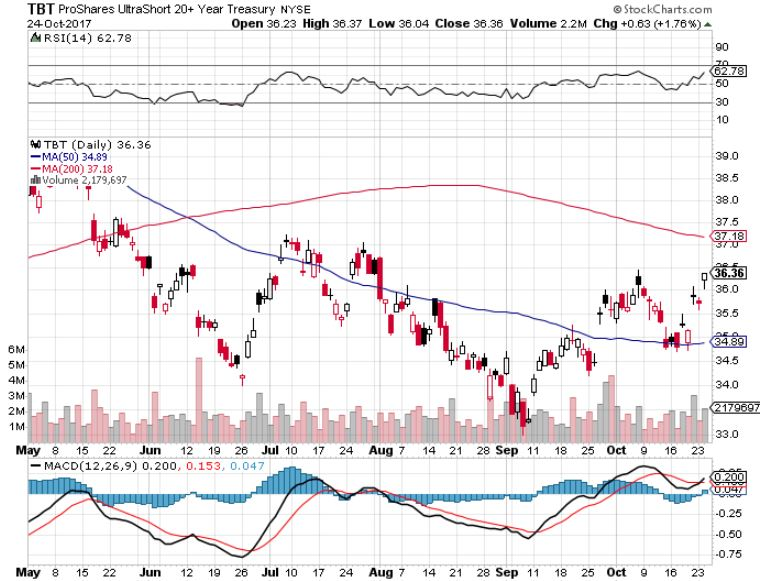 TBT ProShares UltraShort 20+ Year Treasury NYSE © StockCharts.com
24-Oct-2017 Open 36.23 High 36.37 Low 36.04 Close 36.36 Volume 2.2M Chg +0.63 (+1.76%)
RSI(14) 62.78
90
70
62.78
50
30
10
TBT (Daily) 36.36
MA(50) 34.89
MA(200) 37.18
Volume 2,179,697
39.0
38.5
38.0
37.5
37.18
37.0
36.5
36.36
36.0
35.5
35.0
34.89
34.5
34.0
2179697
33.0
6M
5M
4M
3M
2M
1M
May 8 15 22 Jun 12 19 26 Jul 10 17 24 Aug 7 14 21 28 Sep 11 18 25 Oct 9 16 23
MACD(12,26,9) 0.200, 0.153, 0.047
0.200
0.047
-0.25
-0.50
-0.75
May 8 15 22 Jun 12 19 26 Jul 10 17 24 Aug 7 14 21 28 Sep 11 18 25 Oct 9 16 23